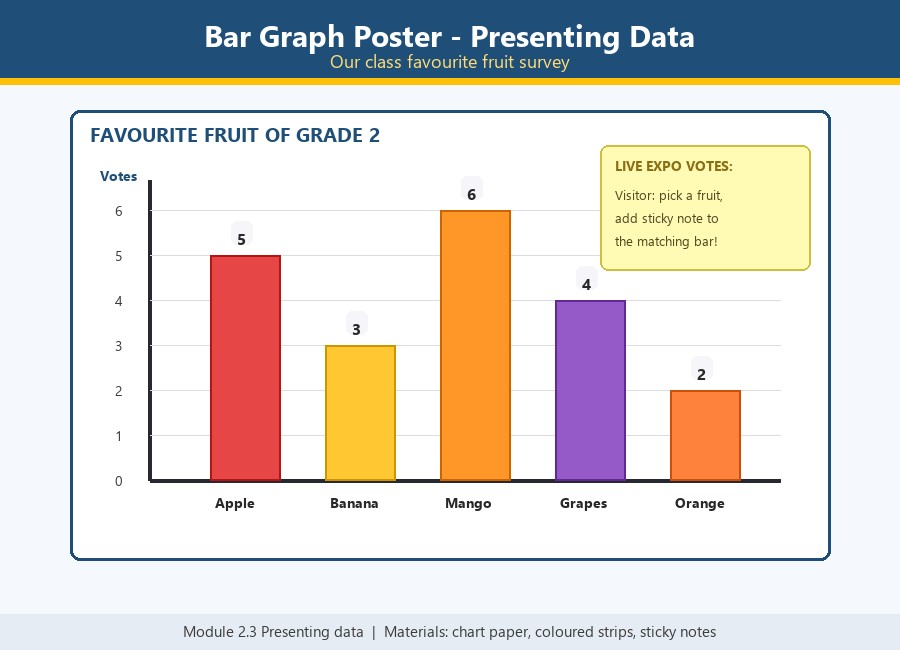 Bar Graph Poster - Presenting Data
Our class favourite fruit survey
FAVOURITE FRUIT OF GRADE 2
LIVE EXPO VOTES:
Visitor: pick a fruit,
add sticky note to
the matching bar!
Votes
6
5
4
3
2
1
0
5
3
6
4
2
Apple Banana Mango Grapes Orange
Module 2.3 Presenting data | Materials: chart paper, coloured strips, sticky notes